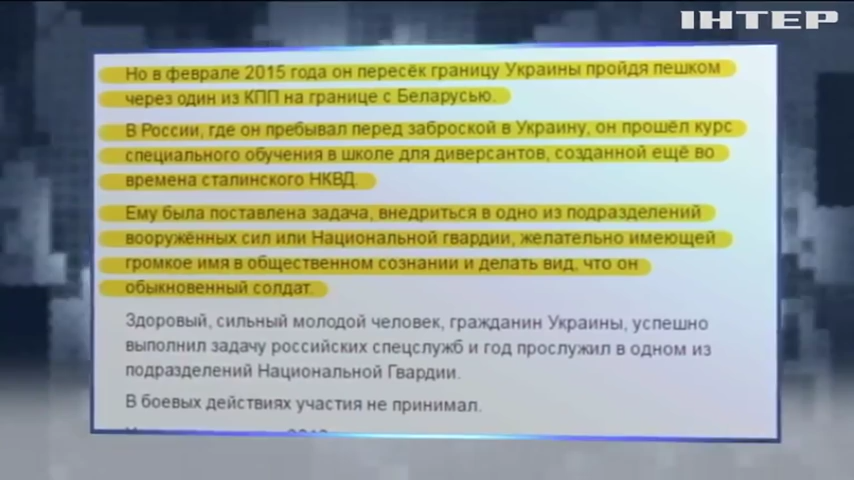 ІНТЕР
Но в феврале 2015 года он пересёк границу Украины пройдя пешком
через один из КПП на границе с Беларусью.
В России, где он пребывал перед заброской в Украину, он прошёл курс
специального обучения в школе для диверсантов, созданной ещё во
времена сталинского НКВД.
Ему была поставлена задача, внедриться в одно из подразделений
вооружённых сил или Национальной гвардии, желательно имеющей
громкое имя в общественном сознании и делать вид, что он
обыкновенный солдат.
Здоровый, сильный молодой человек, гражданин Украины, успешно
выполнил задачу российских спецслужб и год прослужил в одном из
подразделений Национальной Гвардии.
В боевых действиях участия не принимал.